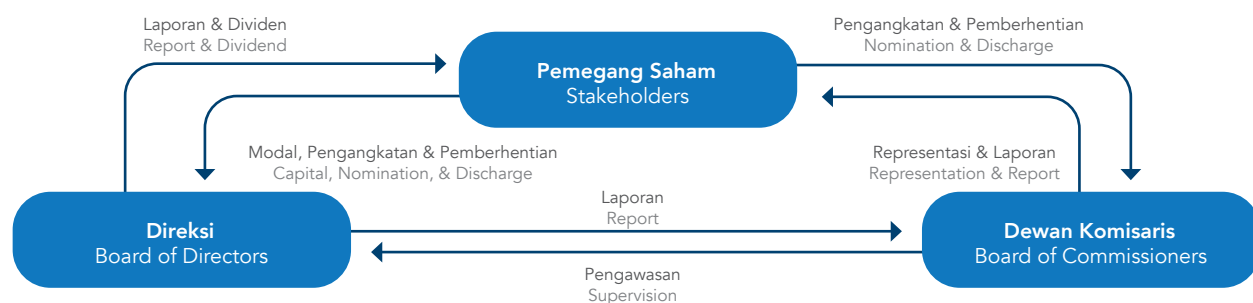 Laporan & Dividen
Report & Dividend
Pengangkatan & Pemberhentian
Nomination & Discharge
Pemegang Saham
Stakeholders
Modal, Pengangkatan & Pemberhentian
Capital, Nomination, & Discharge
Representasi & Laporan
Representation & Report
Laporan
Report
Direksi
Board of Directors
Dewan Komisaris
Board of Commissioners
Pengawasan
Supervision